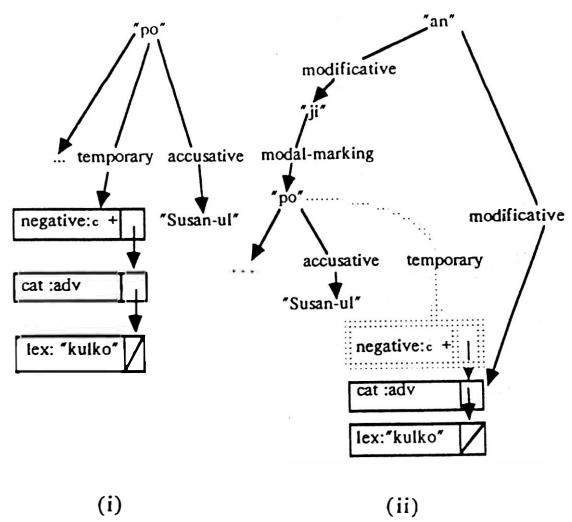 "po"
... temporary accusative
negative:c +
"Susan-ul"
cat :adv
lex: "kulko"
(i)
"an"
modificative
"ji"
modal-marking
"po"
modificative
...
accusative temporary
"Susan-ul"
negative:c +
cat :adv
lex:"kulko"
(ii)